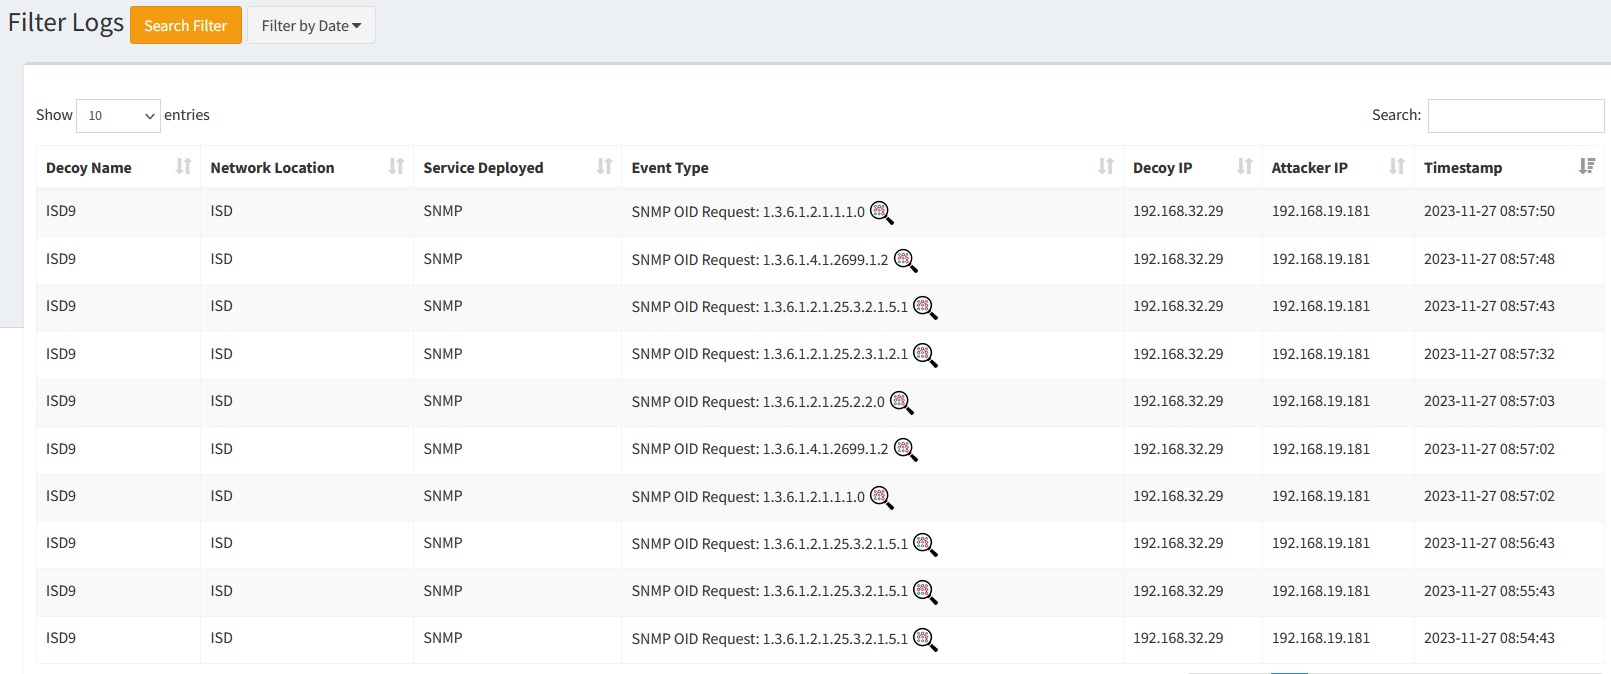 Filter Logs Search Filter Filter by Date
Show 10 entries Search:
Decoy Name Network Location Service Deployed Event Type Decoy IP Attacker IP Timestamp
ISD9 ISD SNMP SNMP OID Request: 1.3.6.1.2.1.1.1.0 192.168.32.29 192.168.19.181 2023-11-27 08:57:50
ISD9 ISD SNMP SNMP OID Request: 1.3.6.1.4.1.2699.1.2 192.168.32.29 192.168.19.181 2023-11-27 08:57:48
ISD9 ISD SNMP SNMP OID Request: 1.3.6.1.2.1.25.3.2.1.5.1 192.168.32.29 192.168.19.181 2023-11-27 08:57:43
ISD9 ISD SNMP SNMP OID Request: 1.3.6.1.2.1.25.2.3.1.2.1 192.168.32.29 192.168.19.181 2023-11-27 08:57:32
ISD9 ISD SNMP SNMP OID Request: 1.3.6.1.2.1.25.2.2.0 192.168.32.29 192.168.19.181 2023-11-27 08:57:03
ISD9 ISD SNMP SNMP OID Request: 1.3.6.1.4.1.2699.1.2 192.168.32.29 192.168.19.181 2023-11-27 08:57:02
ISD9 ISD SNMP SNMP OID Request: 1.3.6.1.2.1.1.1.0 192.168.32.29 192.168.19.181 2023-11-27 08:57:02
ISD9 ISD SNMP SNMP OID Request: 1.3.6.1.2.1.25.3.2.1.5.1 192.168.32.29 192.168.19.181 2023-11-27 08:56:43
ISD9 ISD SNMP SNMP OID Request: 1.3.6.1.2.1.25.3.2.1.5.1 192.168.32.29 192.168.19.181 2023-11-27 08:55:43
ISD9 ISD SNMP SNMP OID Request: 1.3.6.1.2.1.25.3.2.1.5.1 192.168.32.29 192.168.19.181 2023-11-27 08:54:43